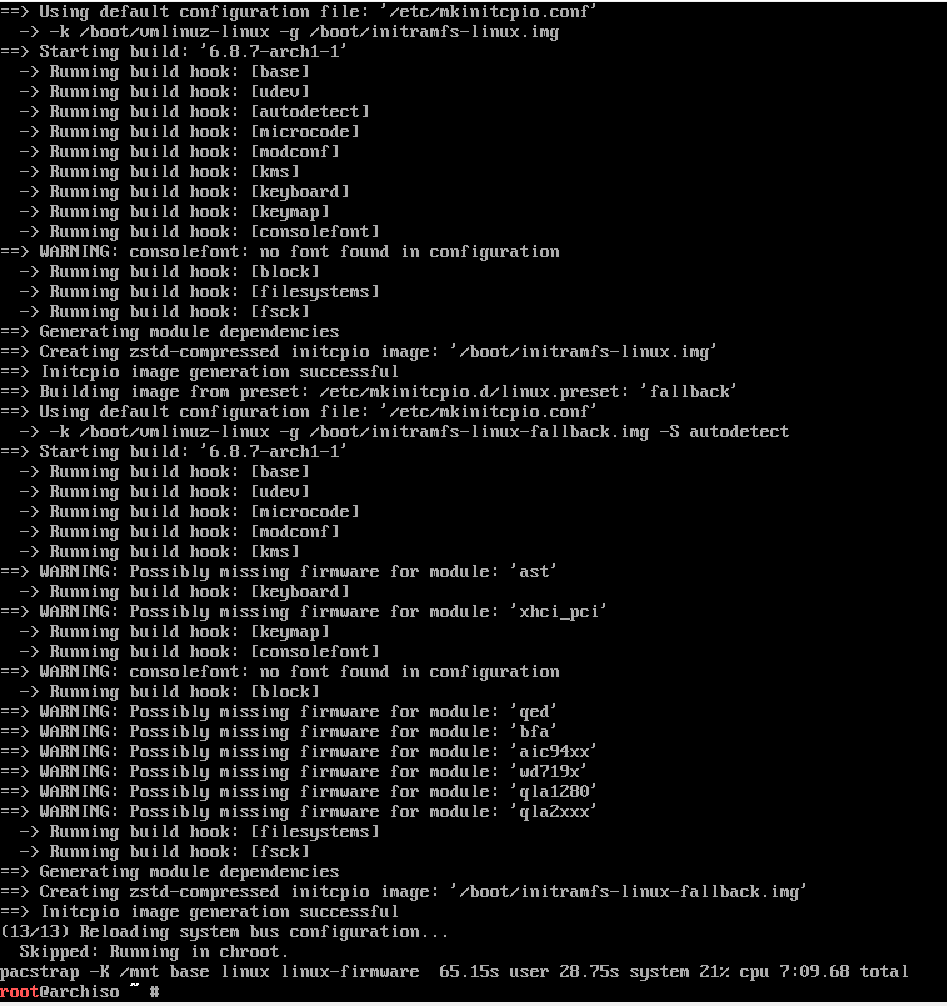 ==> Using default configuration file: '/etc/mkinitcpio.conf'
  -> -k /boot/vmlinuz-linux -g /boot/initramfs-linux.img
==> Starting build: '6.8.7-arch1-1'
  -> Running build hook: [base]
  -> Running build hook: [udev]
  -> Running build hook: [autodetect]
  -> Running build hook: [microcode]
  -> Running build hook: [modconf]
  -> Running build hook: [kms]
  -> Running build hook: [keyboard]
  -> Running build hook: [keymap]
  -> Running build hook: [consolefont]
==> WARNING: consolefont: no font found in configuration
  -> Running build hook: [block]
  -> Running build hook: [filesystems]
  -> Running build hook: [fsck]
==> Generating module dependencies
==> Creating zstd-compressed initcpio image: '/boot/initramfs-linux.img'
==> Initcpio image generation successful
==> Building image from preset: /etc/mkinitcpio.d/linux.preset: 'fallback'
==> Using default configuration file: '/etc/mkinitcpio.conf'
  -> -k /boot/vmlinuz-linux -g /boot/initramfs-linux-fallback.img -S autodetect
==> Starting build: '6.8.7-arch1-1'
  -> Running build hook: [base]
  -> Running build hook: [udev]
  -> Running build hook: [microcode]
  -> Running build hook: [modconf]
  -> Running build hook: [kms]
==> WARNING: Possibly missing firmware for module: 'ast'
  -> Running build hook: [keyboard]
==> WARNING: Possibly missing firmware for module: 'xhci_pci'
  -> Running build hook: [keymap]
  -> Running build hook: [consolefont]
==> WARNING: consolefont: no font found in configuration
  -> Running build hook: [block]
==> WARNING: Possibly missing firmware for module: 'qed'
==> WARNING: Possibly missing firmware for module: 'bfa'
==> WARNING: Possibly missing firmware for module: 'aic94xx'
==> WARNING: Possibly missing firmware for module: 'wd719x'
==> WARNING: Possibly missing firmware for module: 'qla1280'
==> WARNING: Possibly missing firmware for module: 'qla2xxx'
  -> Running build hook: [filesystems]
  -> Running build hook: [fsck]
==> Generating module dependencies
==> Creating zstd-compressed initcpio image: '/boot/initramfs-linux-fallback.img'
==> Initcpio image generation successful
(13/13) Reloading system bus configuration...
  Skipped: Running in chroot.
pacstrap -K /mnt base linux linux-firmware  65.15s user 28.75s system 21% cpu 7:09.68 total
root@archiso ~ #